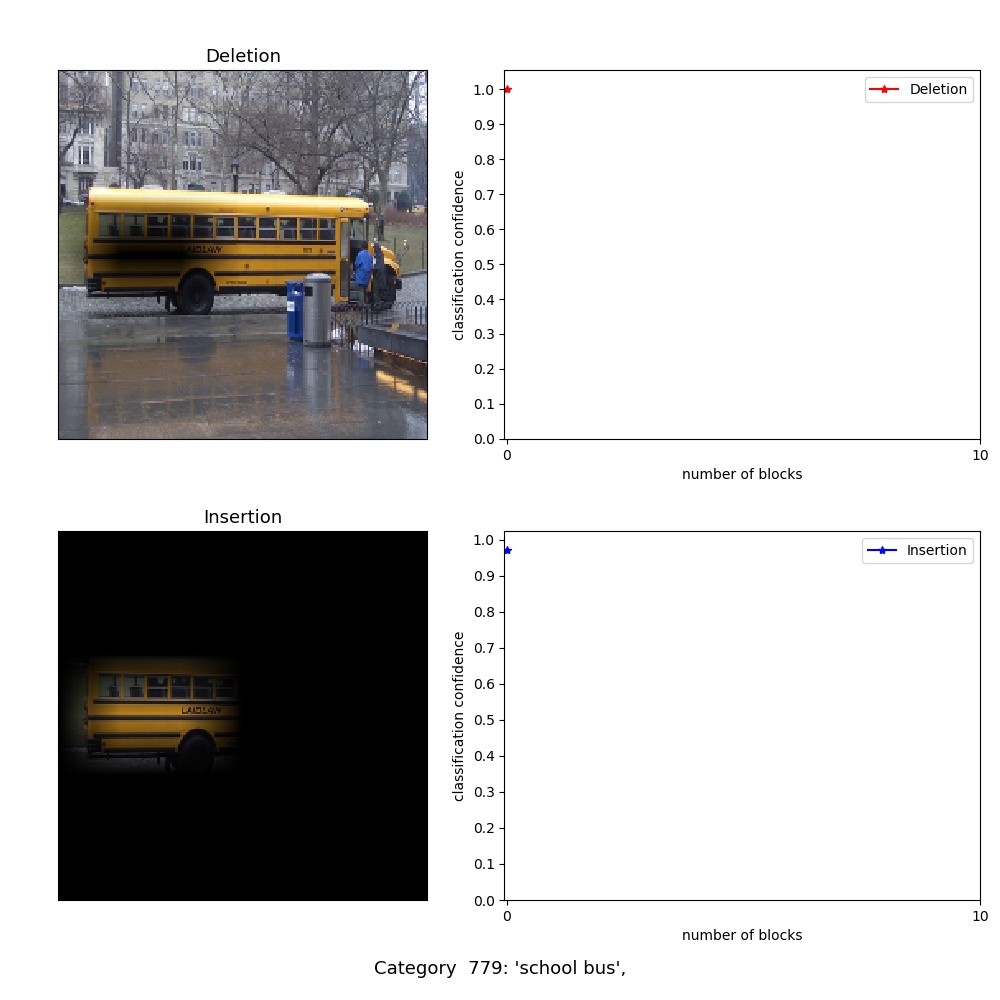 Deletion
LAIDLAW
1.0
0.9
0.8
0.7
0.6
0.5
0.4
0.3
0.2
0.1
0.0
classification confidence
Deletion
0
10
number of blocks
Insertion
LAIDLAW
1.0
0.9
0.8
0.7
0.6
0.5
0.4
0.3
0.2
0.1
0.0
classification confidence
Insertion
0
10
number of blocks
Category 779: 'school bus',